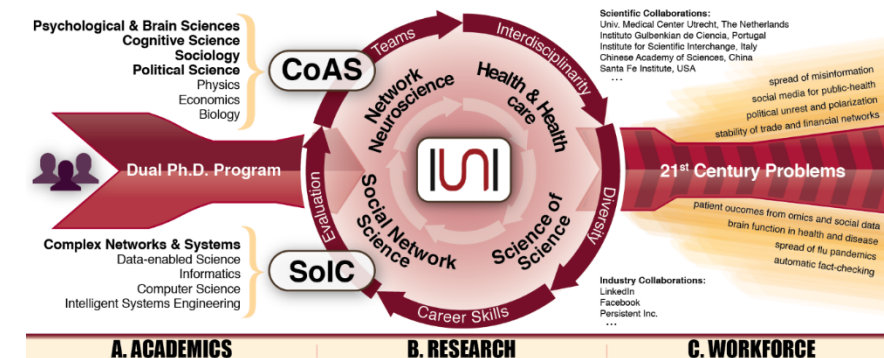 Psychological & Brain Sciences
Cognitive Science
Sociology
Political Science
Physics
Economics
Biology
CoAS
Dual Ph.D. Program
Complex Networks & Systems
Data-enabled Science
Informatics
Computer Science
Intelligent Systems Engineering
SoIC
Teams
Interdisciplinarity
Diversity
Career Skills
Evaluation
Network
Neuroscience
Health & Health
care
Science of
Science
Social Network
Science
IUNI
Scientific Collaborations:
Univ. Medical Center Utrecht, The Netherlands
Instituto Gulbenkian de Ciencia, Portugal
Institute for Scientific Interchange, Italy
Chinese Academy of Sciences, China
Santa Fe Institute, USA
...
spread of misinformation
social media for public-health
political unrest and polarization
stability of trade and financial networks
21st Century Problems
patient oucomes from omics and social data
brain function in health and disease
spread of flu pandemics
automatic fact-checking
Industry Collaborations:
LinkedIn
Facebook
Persistent Inc.
...
A. ACADEMICS
B. RESEARCH
C. WORKFORCE